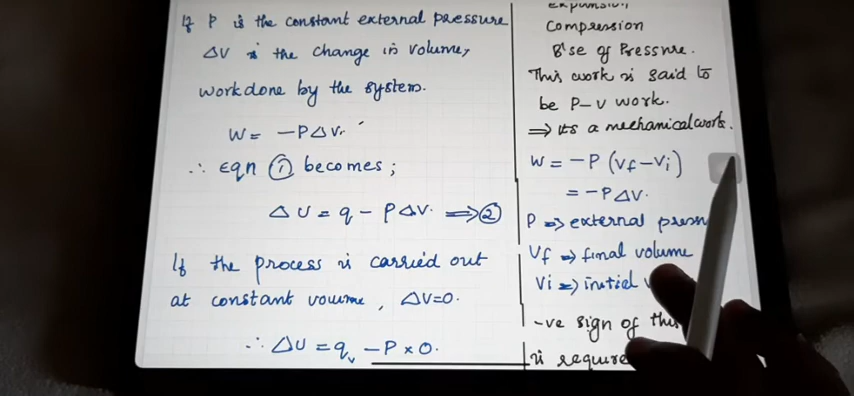 If P is the constant external pressure
ΔV is the change in volume,
workdone by the system.
W = -PΔV.
∴ Eqn ① becomes;
ΔU = q - PΔV. ⟹ ②
If the process is carried out
at constant voume, ΔV=0.
∴ ΔU = qv - P×0.
expansion,
Compression
B'se of Pressure.
This work is said to
be P-V work.
⟹ its a mechanical work.
W = -P (Vf-Vi)
= -PΔV.
P ⟹ external
Vf ⟹ final volume
Vi ⟹ initial
-ve sign of this
is